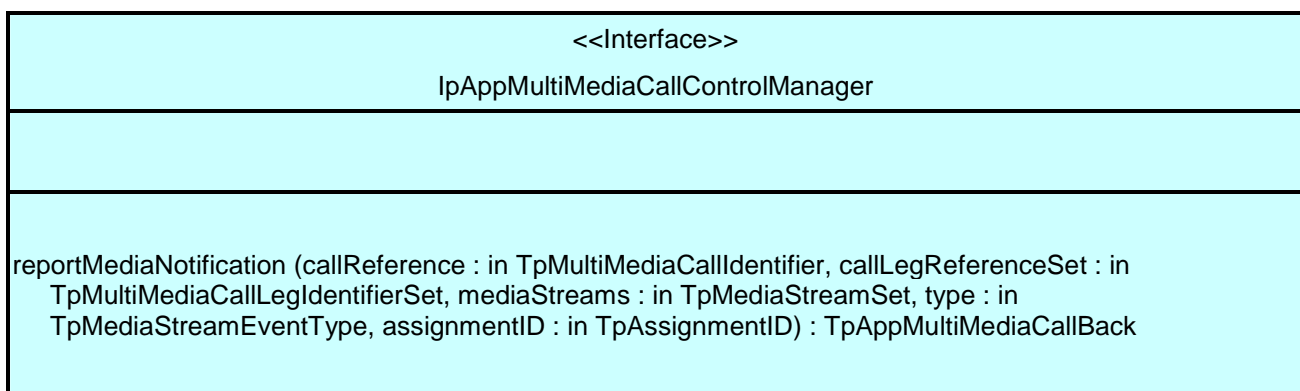 <<Interface>>
IpAppMultiMediaCallControlManager
reportMediaNotification (callReference : in TpMultiMediaCallIdentifier, callLegReferenceSet : in
TpMultiMediaCallLegIdentifierSet, mediaStreams : in TpMediaStreamSet, type : in
TpMediaStreamEventType, assignmentID : in TpAssignmentID) : TpAppMultiMediaCallBack